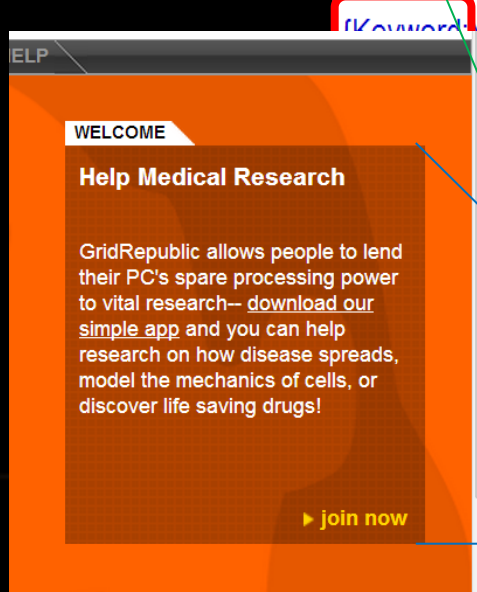 {Keyword:
HELP
WELCOME
Help Medical Research
GridRepublic allows people to lend
their PC's spare processing power
to vital research-- download our
simple app and you can help
research on how disease spreads,
model the mechanics of cells, or
discover life saving drugs!
join now